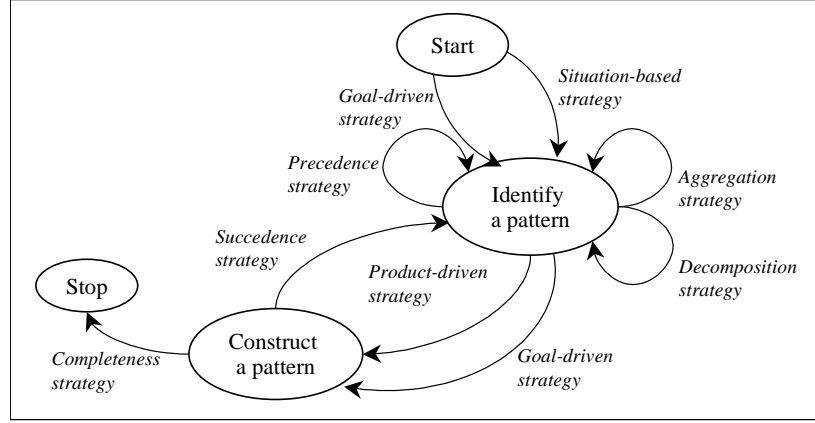 Start
Situation-based
strategy
Goal-driven
strategy
Precedence
strategy
Aggregation
strategy
Identify
a pattern
Succedence
strategy
Product-driven
strategy
Decomposition
strategy
Stop
Construct
a pattern
Completeness
strategy
Goal-driven
strategy